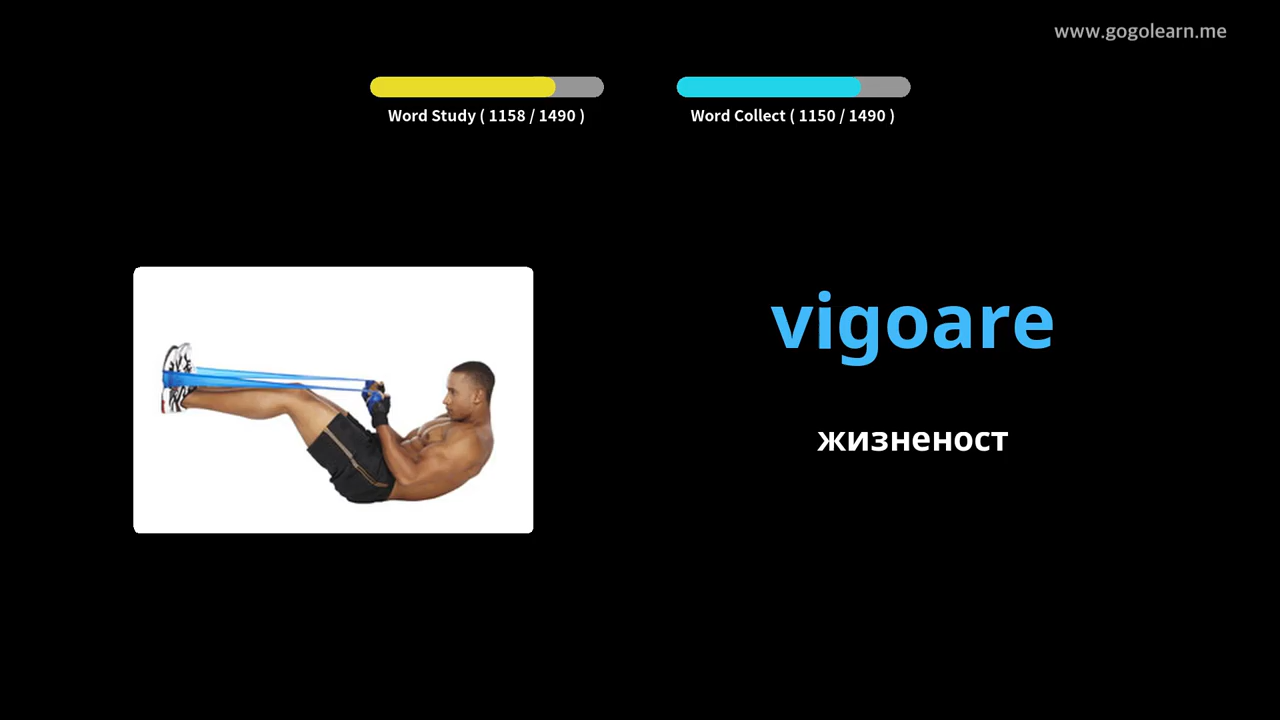 www.gogolearn.me
Word Study ( 1158 / 1490 )
Word Collect ( 1150 / 1490 )
vigoare
жизненост